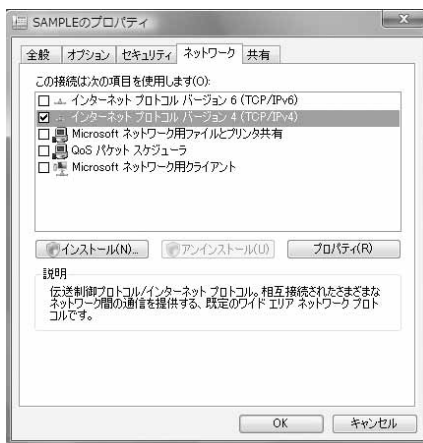 SAMPLEのプロパティ
全般 オプション セキュリティ ネットワーク 共有
この接続は次の項目を使用します(O):
インターネット プロトコル バージョン 6 (TCP/IPv6)
インターネット プロトコル バージョン 4 (TCP/IPv4)
Microsoft ネットワーク用ファイルとプリンタ共有
QoS パケット スケジューラ
Microsoft ネットワーク用クライアント
インストール(N)... アンインストール(U) プロパティ(R)
説明
伝送制御プロトコル/インターネット プロトコル。相互接続されたさまざまな
ネットワーク間の通信を提供する、既定のワイド エリア ネットワーク プロト
コルです。
OK キャンセル